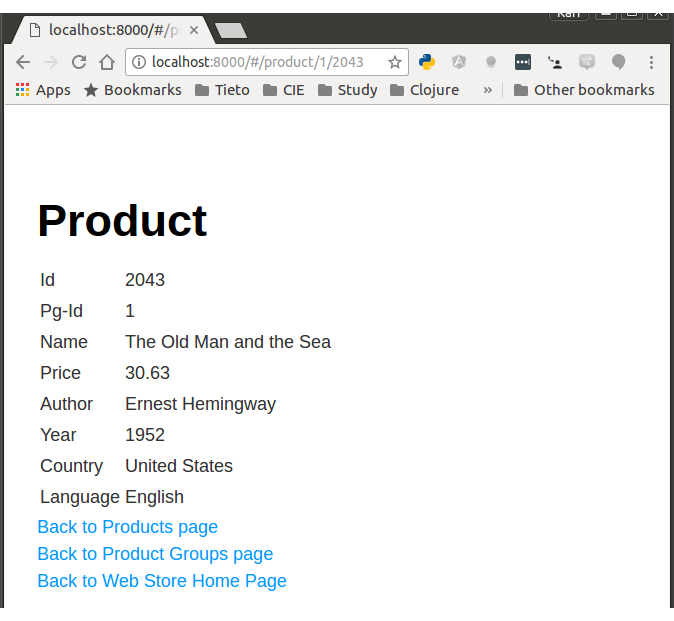 localhost:8000/#/p
localhost:8000/#/product/1/2043
Apps Bookmarks Tieto CIE Study Clojure » Other bookmarks
Product
Id 2043
Pg-Id 1
Name The Old Man and the Sea
Price 30.63
Author Ernest Hemingway
Year 1952
Country United States
Language English
Back to Products page
Back to Product Groups page
Back to Web Store Home Page